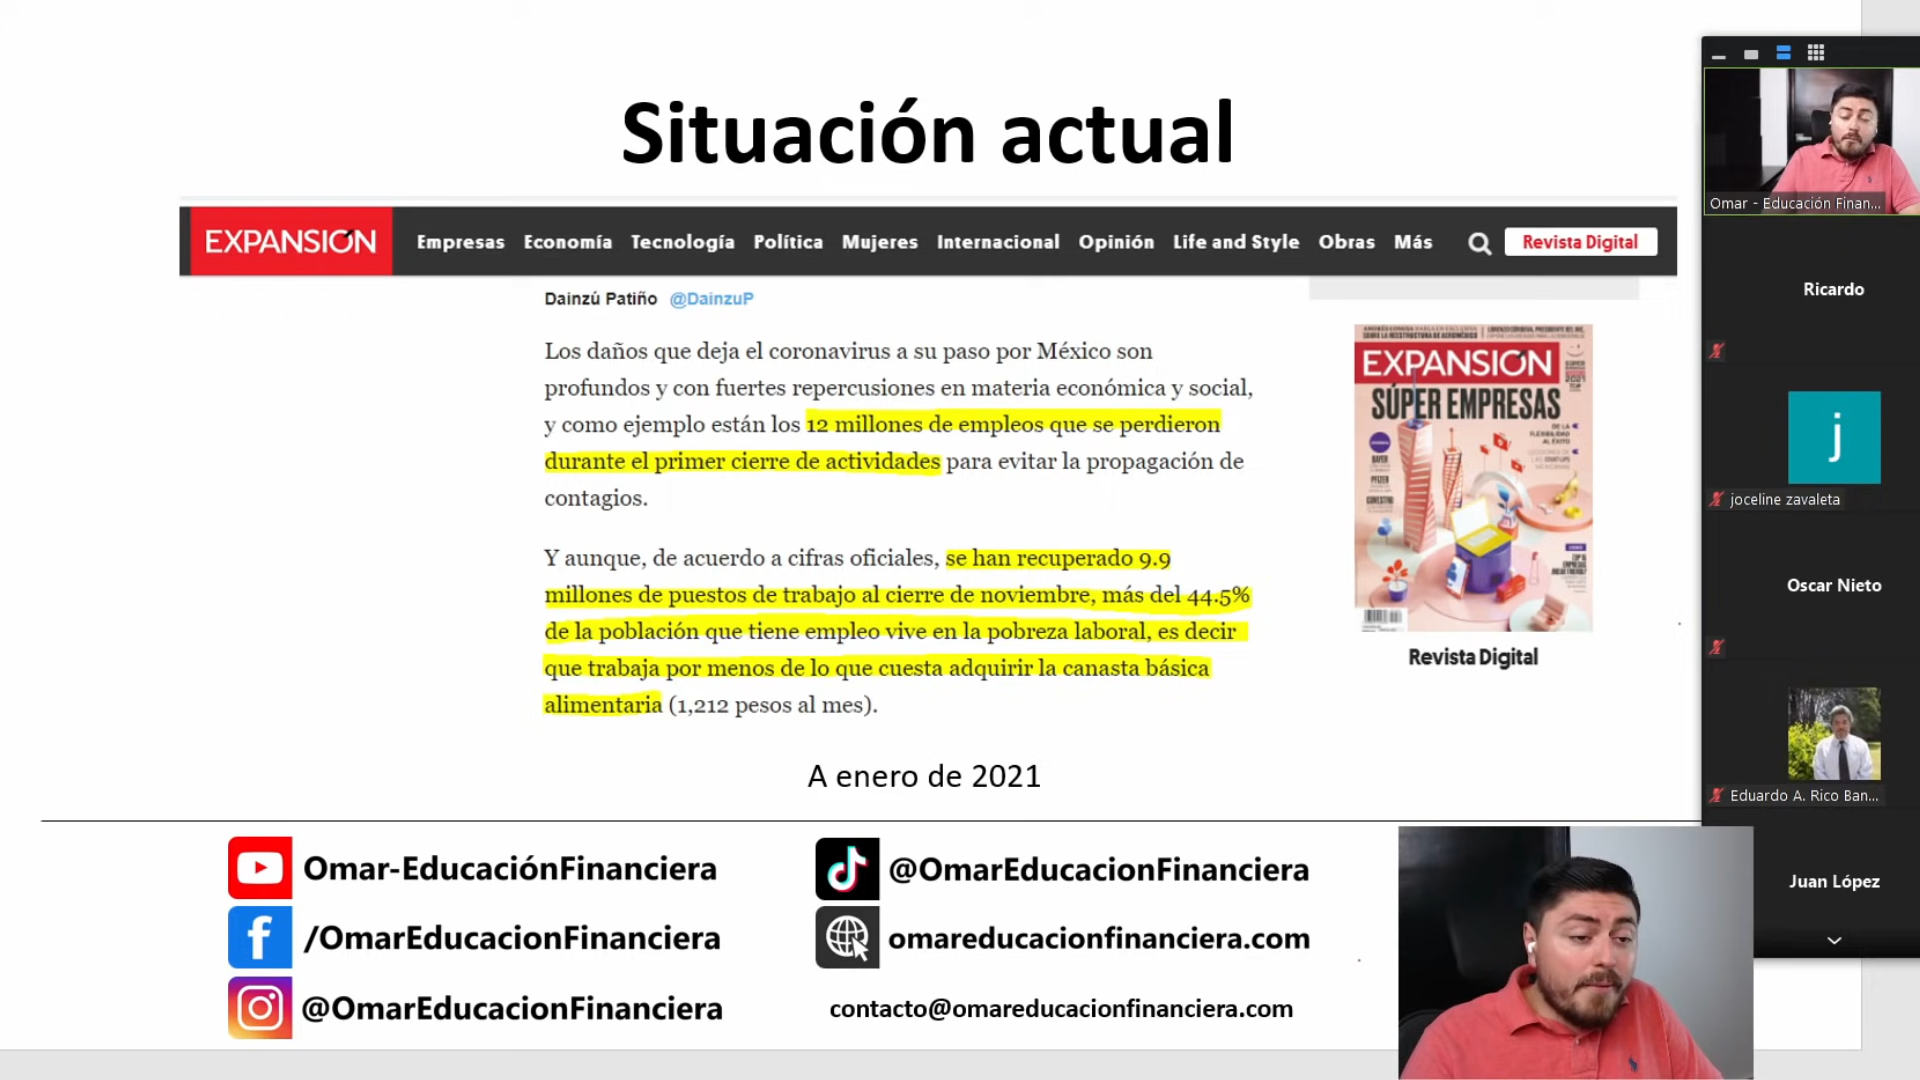 Situación actual
EXPANSIÓN
Empresas Economía Tecnología Política Mujeres Internacional Opinión Life and Style Obras Más
Revista Digital
Dainzú Patiño @DainzuP
Los daños que deja el coronavirus a su paso por México son
profundos y con fuertes repercusiones en materia económica y social,
y como ejemplo están los 12 millones de empleos que se perdieron
durante el primer cierre de actividades para evitar la propagación de
contagios.
Y aunque, de acuerdo a cifras oficiales, se han recuperado 9.9
millones de puestos de trabajo al cierre de noviembre, más del 44.5%
de la población que tiene empleo vive en la pobreza laboral, es decir
que trabaja por menos de lo que cuesta adquirir la canasta básica
alimentaria (1,212 pesos al mes).
EXPANSIÓN
SÚPER EMPRESAS
Revista Digital
A enero de 2021
Omar-EducaciónFinanciera
/OmarEducacionFinanciera
@OmarEducacionFinanciera
@OmarEducacionFinanciera
omareducacionfinanciera.com
contacto@omareducacionfinanciera.com
Omar - Educación Finan...
Ricardo
j
joceline zavaleta
Oscar Nieto
Eduardo A. Rico Ban...
Juan López